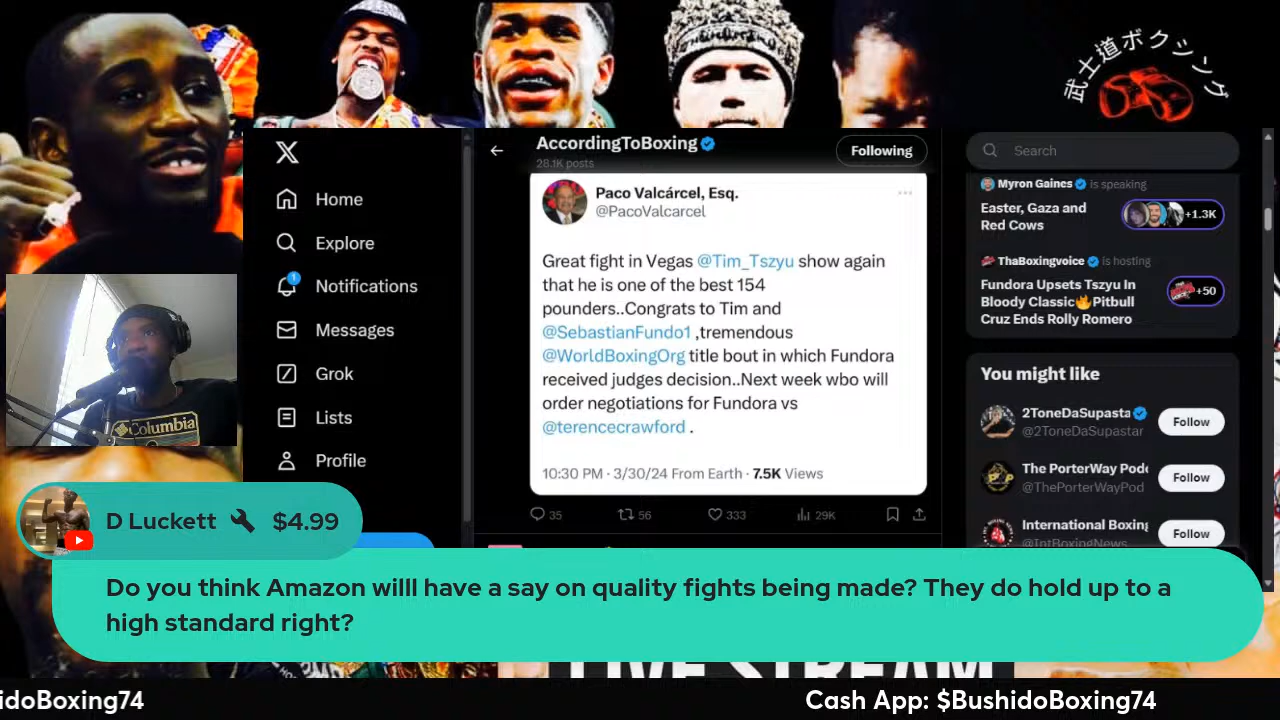 武士道ボクシング
X
Home
Explore
1
Notifications
Messages
Grok
Lists
Profile
AccordingToBoxing
28.1K posts
Following
Paco Valcárcel, Esq.
@PacoValcarcel
Great fight in Vegas @Tim_Tszyu show again
that he is one of the best 154
pounders..Congrats to Tim and
@SebastianFundo1 ,tremendous
@WorldBoxingOrg title bout in which Fundora
received judges decision..Next week wbo will
order negotiations for Fundora vs
@terencecrawford .
10:30 PM · 3/30/24 From Earth · 7.5K Views
35
56
333
29K
Search
Myron Gaines is speaking
Easter, Gaza and
Red Cows
+1.3K
ThaBoxingvoice is hosting
Fundora Upsets Tszyu In
Bloody Classic🔥Pitbull
Cruz Ends Rolly Romero
+50
You might like
2ToneDaSupasta
@2ToneDaSupastar
Follow
The PorterWay Pod
@ThePorterWayPod
Follow
International Boxing
@IntBoxingNews
Follow
Columbia
D Luckett $4.99
Do you think Amazon willl have a say on quality fights being made? They do hold up to a
high standard right?
LIVE STREAM
idoBoxing74
Cash App: $BushidoBoxing74